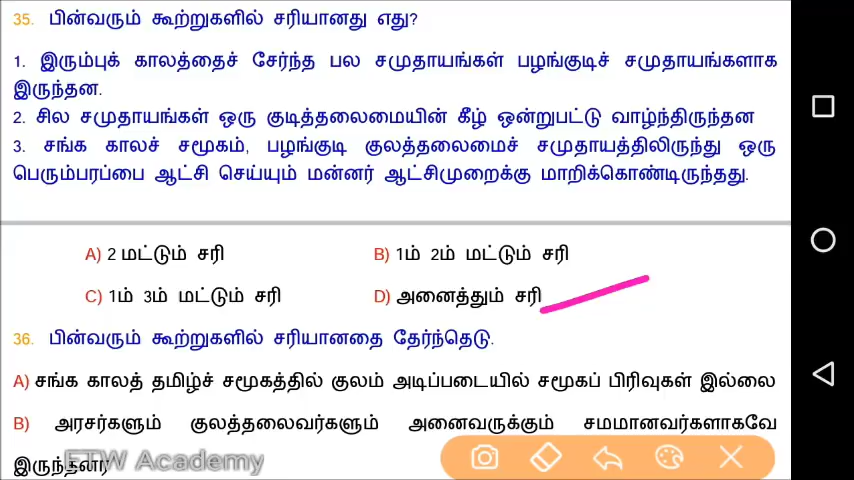 35. பின்வரும் கூற்றுகளில் சரியானது எது?
1. இரும்புக் காலத்தைச் சேர்ந்த பல சமுதாயங்கள் பழங்குடிச் சமுதாயங்களாக
இருந்தன.
2. சில சமுதாயங்கள் ஒரு குடித்தலைமையின் கீழ் ஒன்றுபட்டு வாழ்ந்திருந்தன
3. சங்க காலச் சமூகம், பழங்குடி குலத்தலைமைச் சமுதாயத்திலிருந்து ஒரு
பெரும்பரப்பை ஆட்சி செய்யும் மன்னர் ஆட்சிமுறைக்கு மாறிக்கொண்டிருந்தது.
A) 2 மட்டும் சரி B) 1ம் 2ம் மட்டும் சரி
C) 1ம் 3ம் மட்டும் சரி D) அனைத்தும் சரி
36. பின்வரும் கூற்றுகளில் சரியானதை தேர்ந்தெடு.
A) சங்க காலத் தமிழ்ச் சமூகத்தில் குலம் அடிப்படையில் சமூகப் பிரிவுகள் இல்லை
B) அரசர்களும் குலத்தலைவர்களும் அனைவருக்கும் சமமானவர்களாகவே
இருந்தனர்
ETW Academy